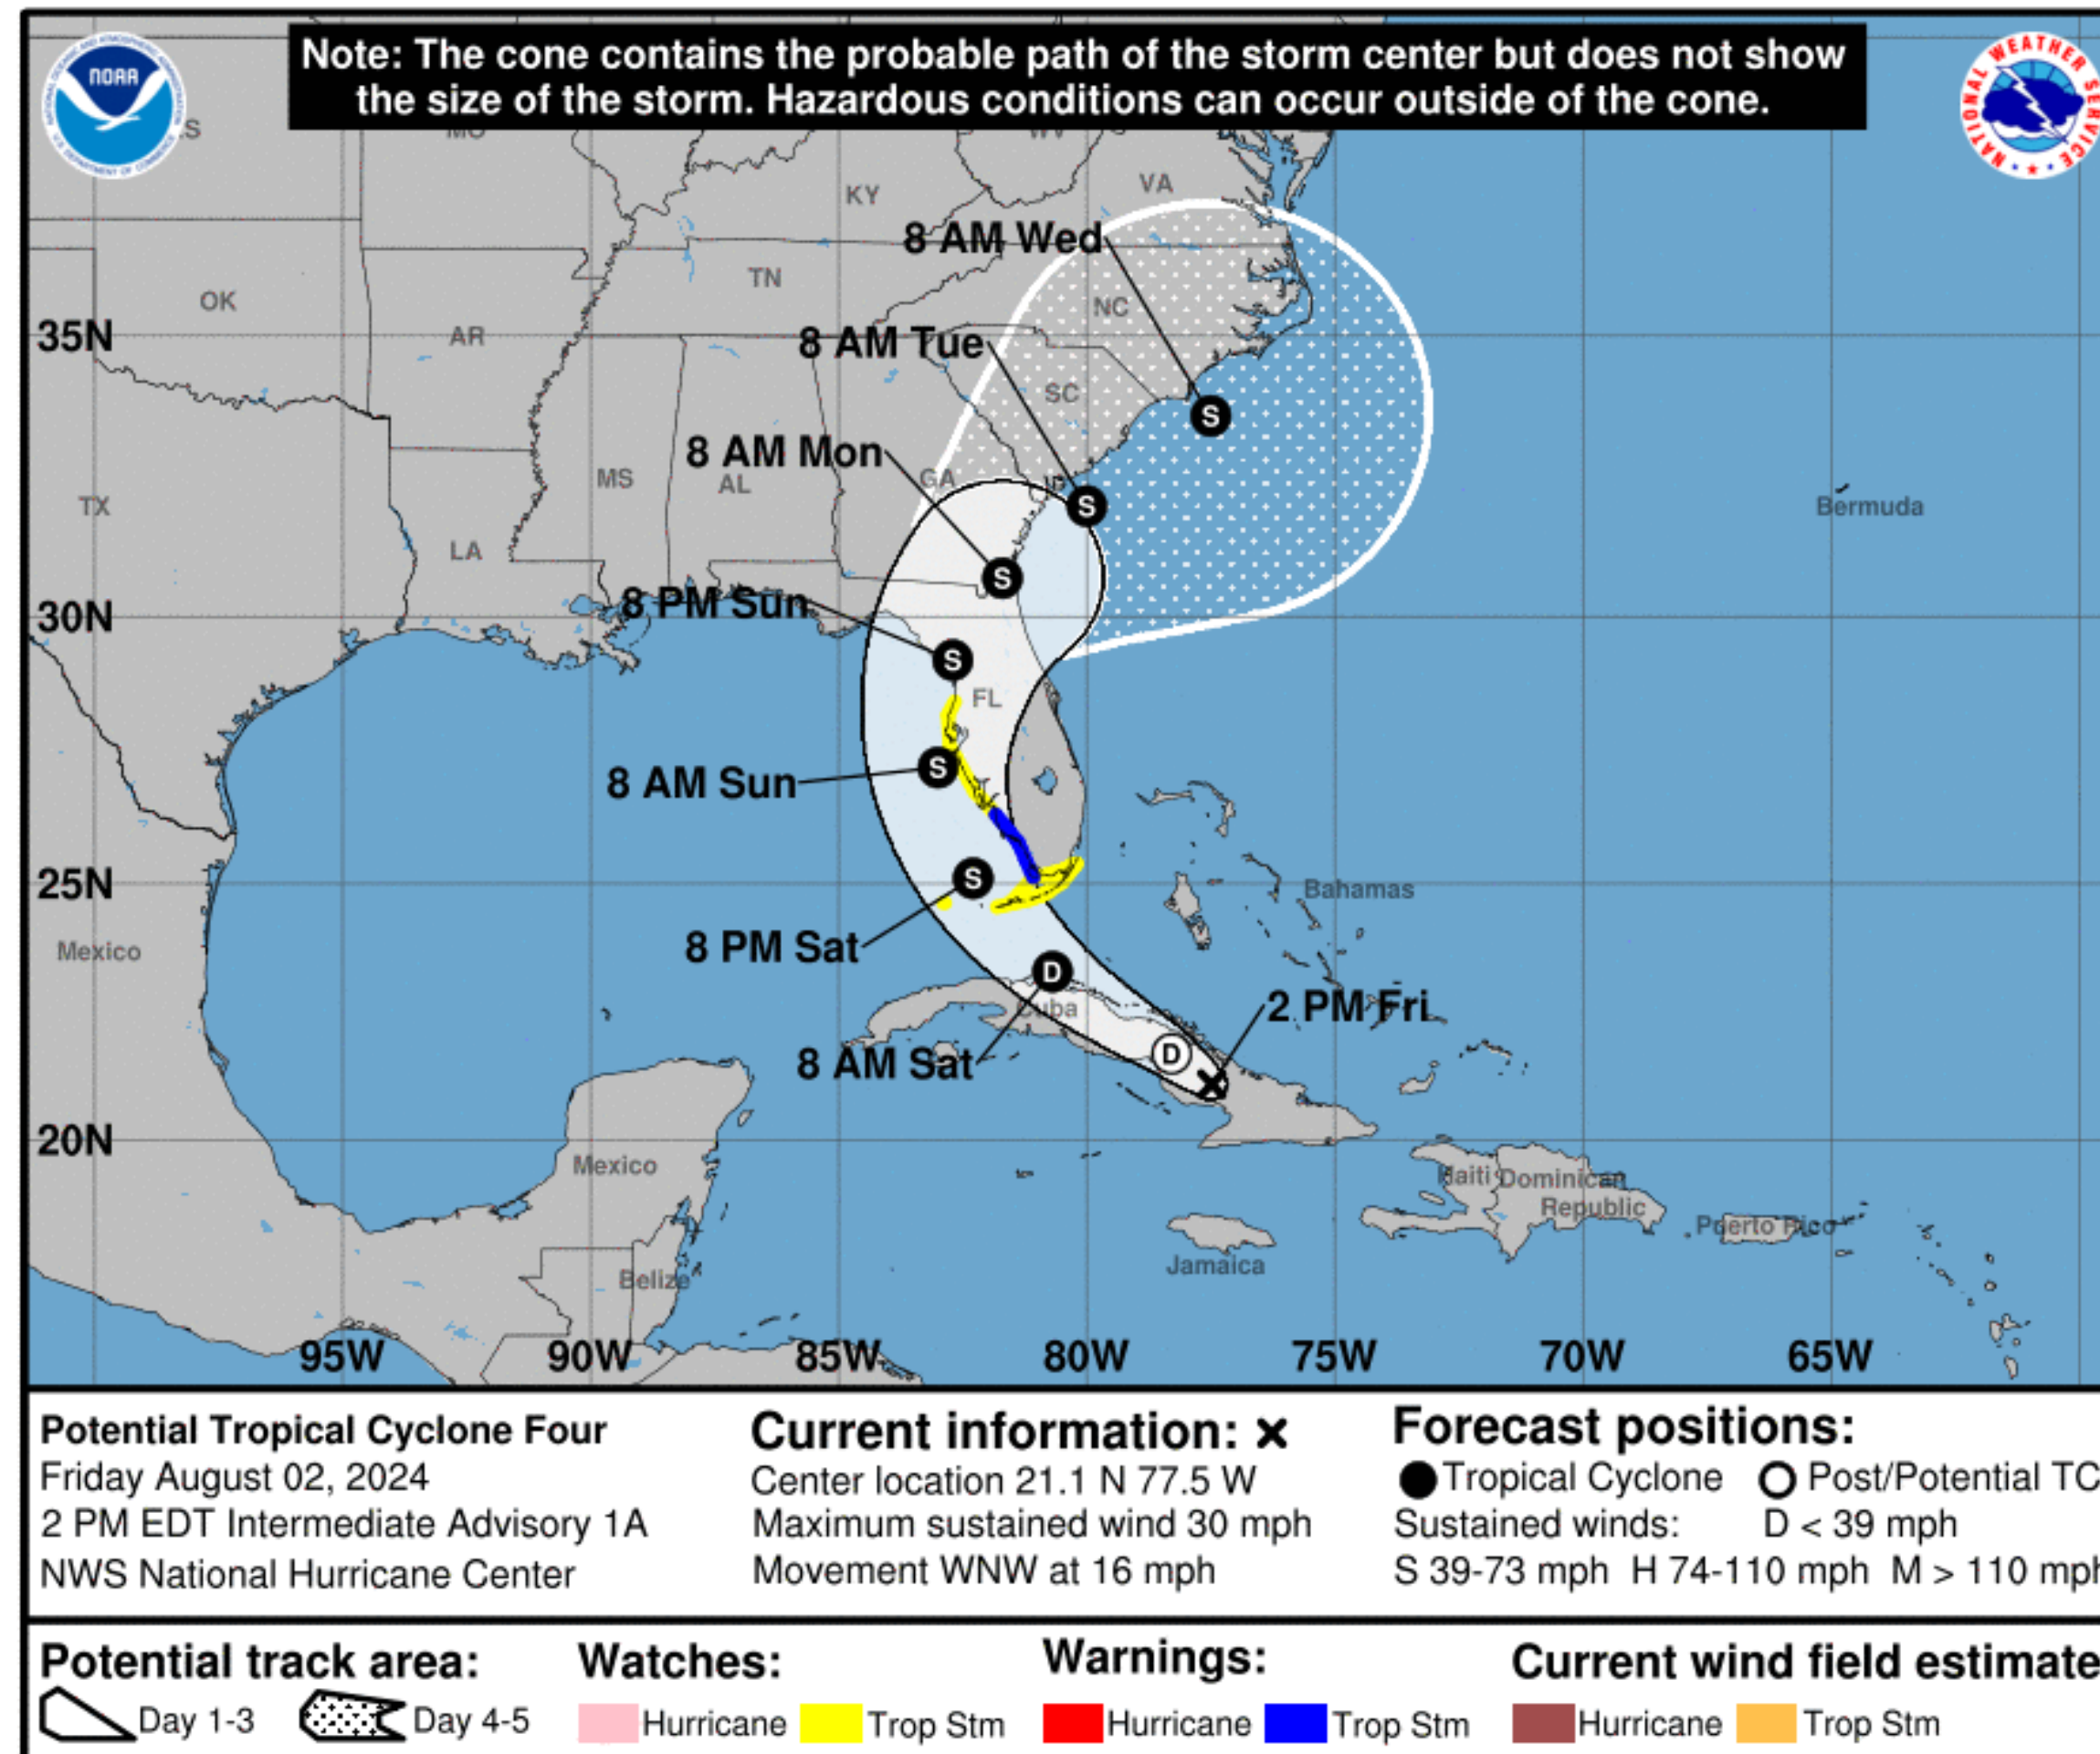 Note: The cone contains the probable path of the storm center but does not show
the size of the storm. Hazardous conditions can occur outside of the cone.
NOAA
NATIONAL WEATHER SERVICE
KY
VA
8 AM Wed
TN
OK
NC
35N
AR
8 AM Tue
SC
8 AM Mon
MS
AL
GA
TX
Bermuda
LA
S
S
S
30N
8 PM Sun
S
FL
8 AM Sun
S
25N
S
Bahamas
8 PM Sat
Mexico
D
Cuba
2 PM Fri
8 AM Sat
D
20N
Mexico
Haiti
Dominican
Republic
Puerto Rico
Jamaica
Belize
95W 90W 85W 80W 75W 70W 65W
Potential Tropical Cyclone Four
Friday August 02, 2024
2 PM EDT Intermediate Advisory 1A
NWS National Hurricane Center
Current information: ×
Center location 21.1 N 77.5 W
Maximum sustained wind 30 mph
Movement WNW at 16 mph
Forecast positions:
Tropical Cyclone Post/Potential TC
Sustained winds: D < 39 mph
S 39-73 mph H 74-110 mph M > 110 mph
Potential track area:
Day 1-3 Day 4-5
Watches:
Hurricane Trop Stm
Warnings:
Hurricane Trop Stm
Current wind field estimate
Hurricane Trop Stm